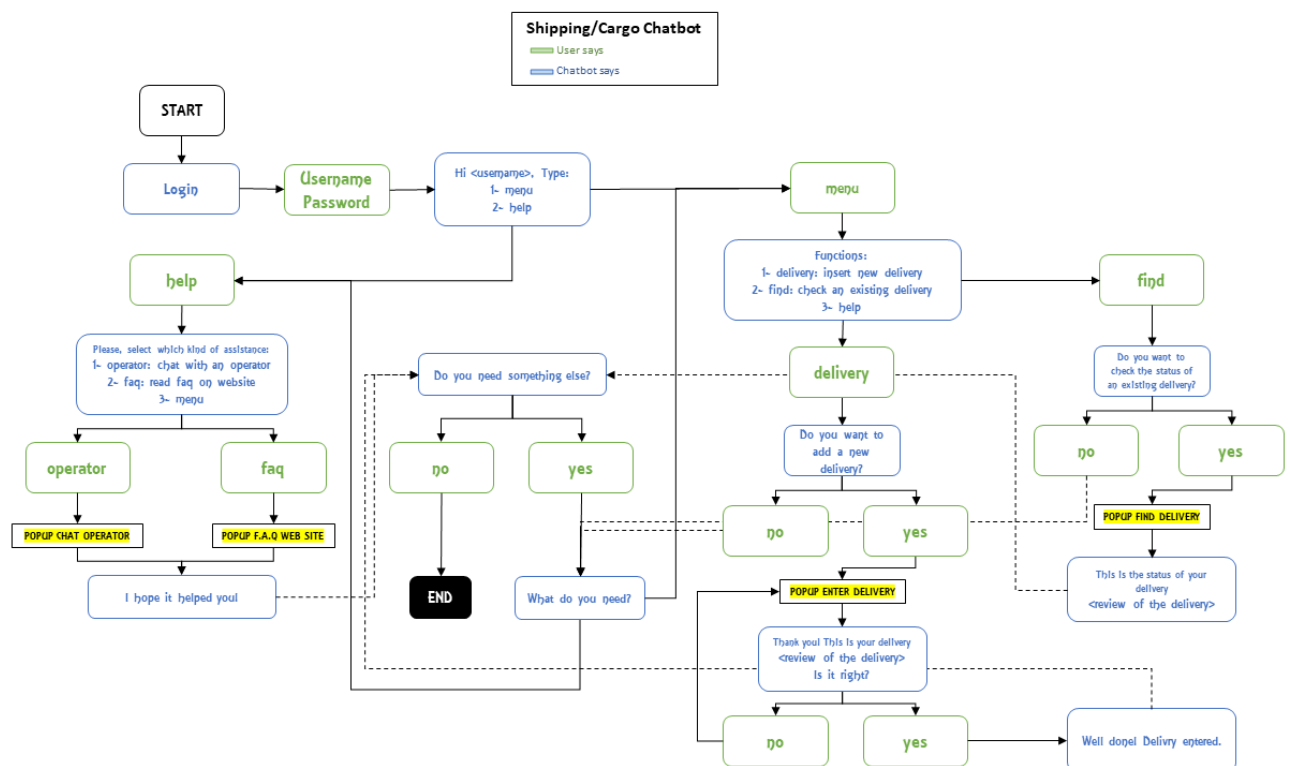 Shipping/Cargo Chatbot
User says
Chatbot says
START
Login
Username
Password
Hi <username>, Type:
1~ menu
2~ help
menu
help
Functions:
1~ delivery: insert new delivery
2~ find: check an existing delivery
3~ help
find
Please, select which kind of assistance:
1~ operator: chat with an operator
2~ faq: read faq on website
3~ menu
Do you need something else?
delivery
Do you want to
check the status of
an existing delivery?
operator
faq
no
yes
Do you want to
add a new
delivery?
no
yes
POPUP CHAT OPERATOR
POPUP F.A.Q WEB SITE
no
yes
POPUP FIND DELIVERY
I hope it helped you!
END
What do you need?
POPUP ENTER DELIVERY
This is the status of your
delivery
<review of the delivery>
Thank you! This is your delivery
<review of the delivery>
Is it right?
no
yes
Well done! Delivry entered.